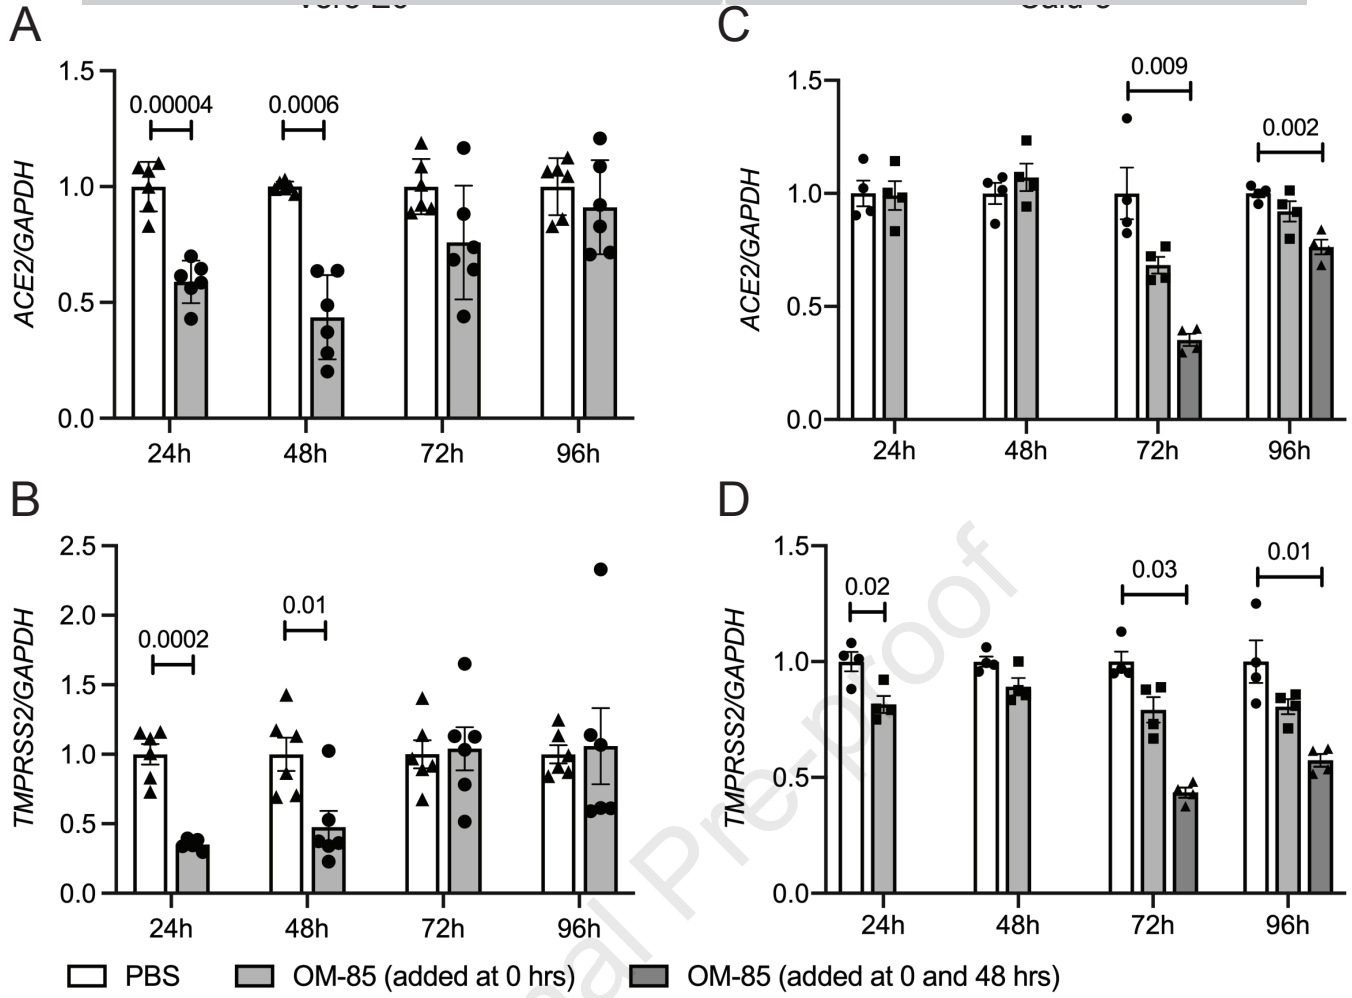 A
1.5
1.0
0.5
0.0
ACE2/GAPDH
0.00004
0.0006
24h
48h
72h
96h
C
1.5
1.0
0.5
0.0
ACE2/GAPDH
0.009
0.002
24h
48h
72h
96h
B
2.5
2.0
1.5
1.0
0.5
0.0
TMPRSS2/GAPDH
0.0002
0.01
24h
48h
72h
96h
D
1.5
1.0
0.5
0.0
TMPRSS2/GAPDH
0.02
0.03
0.01
24h
48h
72h
96h
PBS
OM-85 (added at 0 hrs)
OM-85 (added at 0 and 48 hrs)
Pre-proof